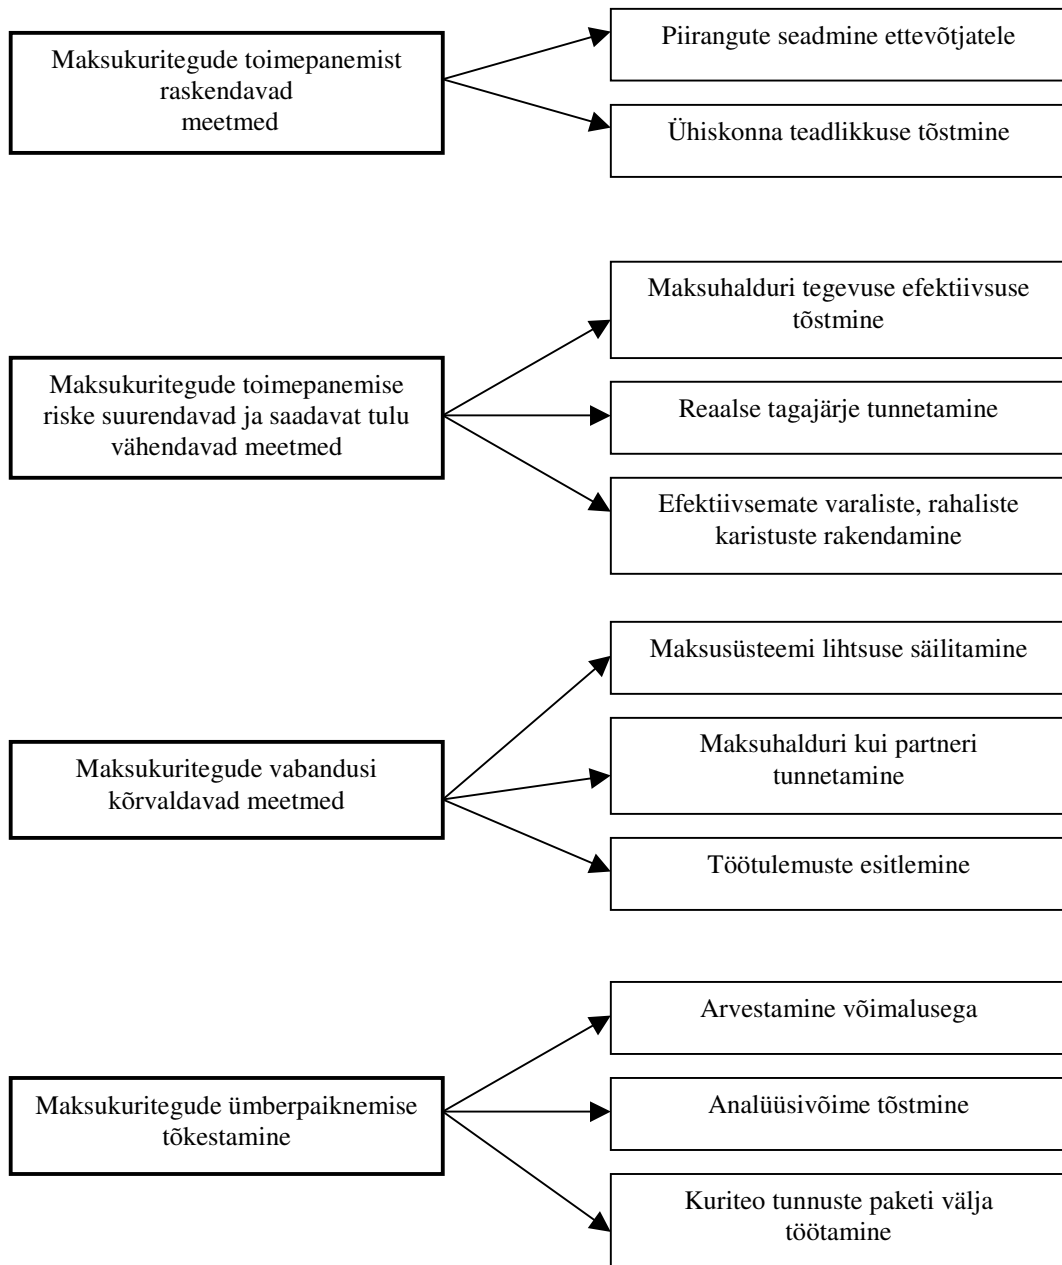 Maksukuritegude toimepanemist
raskendavad
meetmed
Piirangute seadmine ettevõtjatele
Ühiskonna teadlikkuse tõstmine
Maksukuritegude toimepanemise
riske suurendavad ja saadavat tulu
vähendavad meetmed
Maksuhalduri tegevuse efektiivsuse
tõstmine
Reaalse tagajärje tunnetamine
Efektiivsemate varaliste, rahaliste
karistuste rakendamine
Maksukuritegude vabandusi
kõrvaldavad meetmed
Maksusüsteemi lihtsuse säilitamine
Maksuhalduri kui partneri
tunnetamine
Töötulemuste esitlemine
Maksukuritegude ümberpaiknemise
tõkestamine
Arvestamine võimalusega
Analüüsivõime tõstmine
Kuriteo tunnuste paketi välja
töötamine